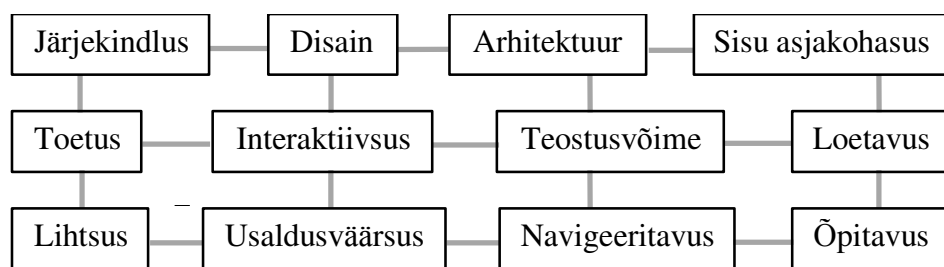 Järjekindlus Disain Arhitektuur Sisu asjakohasus
Toetus Interaktiivsus Teostusvõime Loetavus
Lihtsus Usaldusväärsus Navigeeritavus Õpitavus